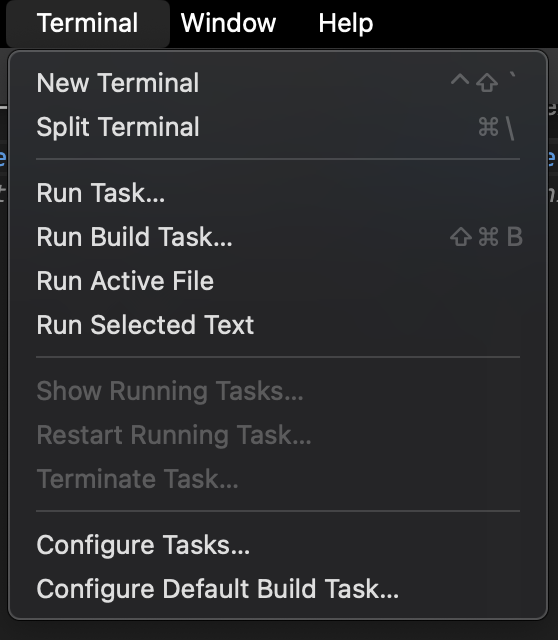 Terminal Window Help
New Terminal ^⇧`
Split Terminal ⌘\
Run Task...
Run Build Task... ⇧⌘B
Run Active File
Run Selected Text
Show Running Tasks...
Restart Running Task...
Terminate Task...
Configure Tasks...
Configure Default Build Task...